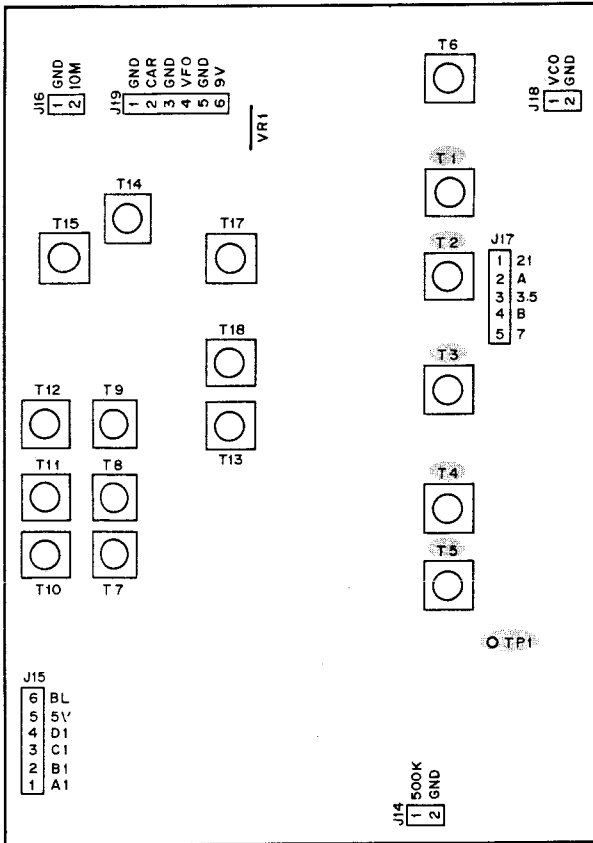 T6
J16
1 GND
2 10M
J19
1 GND
2 CAR
3 GND
4 VFO
5 GND
6 9V
VR1
J18
1 VCO
2 GND
T1
T14
T15
T17
T2
J17
1 21
2 A
3 3.5
4 B
5 7
T18
T3
T12
T9
T13
T11
T8
T4
T5
T10
T7
TP1
J15
6 BL
5 5V
4 D1
3 C1
2 B1
1 A1
J14
1 500K
2 GND